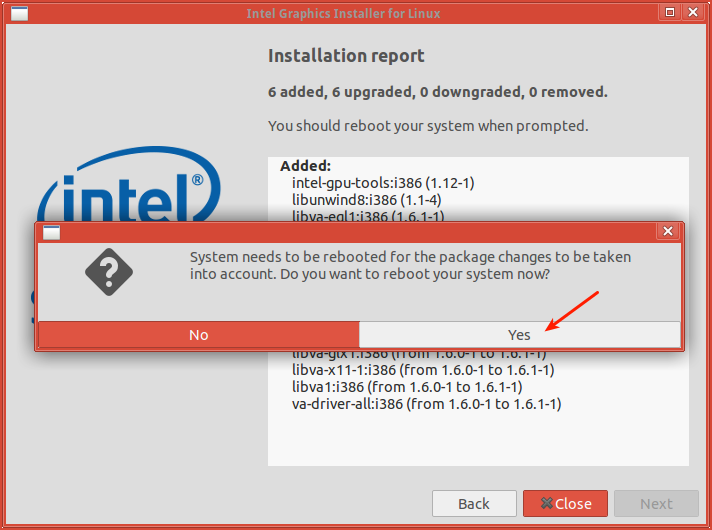 Intel Graphics Installer for Linux
Installation report
6 added, 6 upgraded, 0 downgraded, 0 removed.
You should reboot your system when prompted.
intel®
Added:
intel-gpu-tools:i386 (1.12-1)
libunwind8:i386 (1.1-4)
libva-egl1:i386 (1.6.1-1)
System needs to be rebooted for the package changes to be taken
into account. Do you want to reboot your system now?
No
Yes
libva-glx1:i386 (from 1.6.0-1 to 1.6.1-1)
libva-x11-1:i386 (from 1.6.0-1 to 1.6.1-1)
libva1:i386 (from 1.6.0-1 to 1.6.1-1)
va-driver-all:i386 (from 1.6.0-1 to 1.6.1-1)
Back
Close
Next